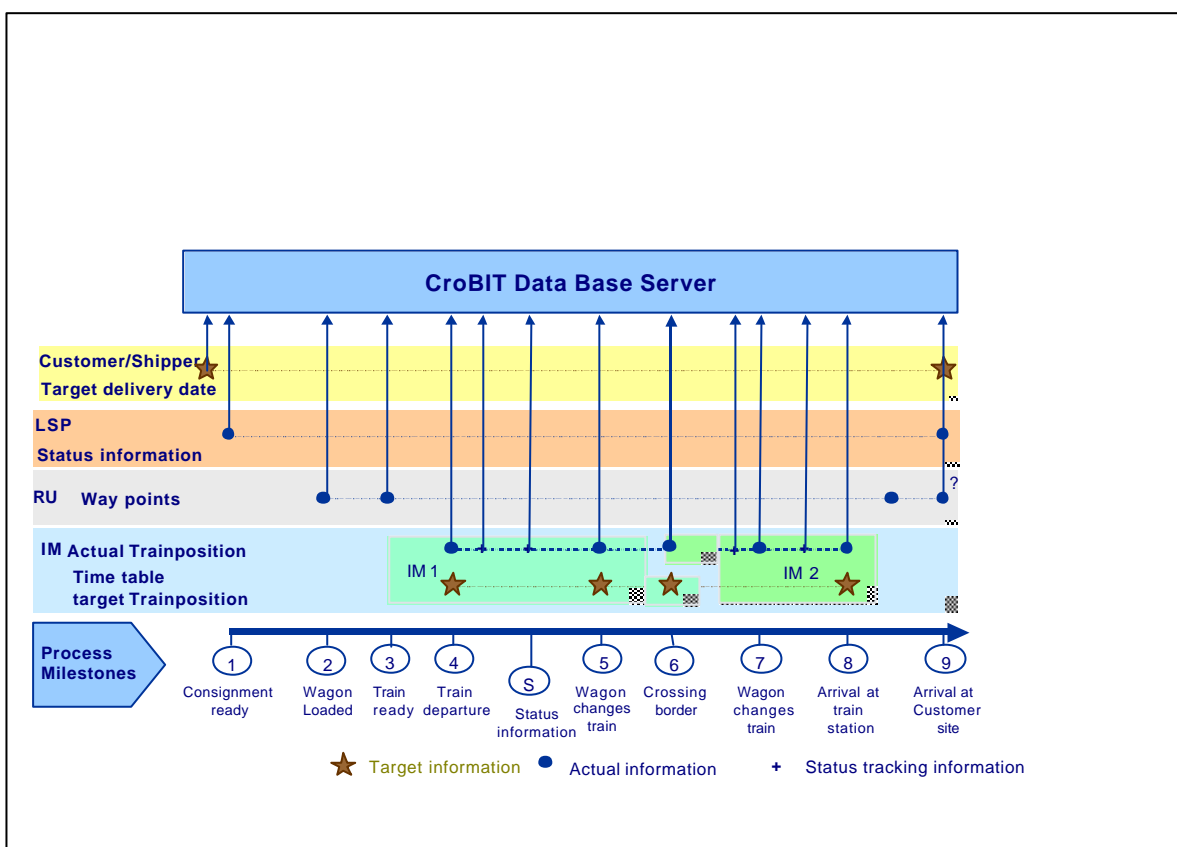 CroBIT Data Base Server
Customer/Shipper
Target delivery date
LSP
Status information
RU Way points
?
IM Actual Trainposition
Time table
target Trainposition
IM 1
IM 2
Process
Milestones
1
2
3
4
S
5
6
7
8
9
Consignment
ready
Wagon
Loaded
Train
ready
Train
departure
Status
information
Wagon
changes
train
Crossing
border
Wagon
changes
train
Arrival at
train
station
Arrival at
Customer
site
Target information
Actual information
+ Status tracking information